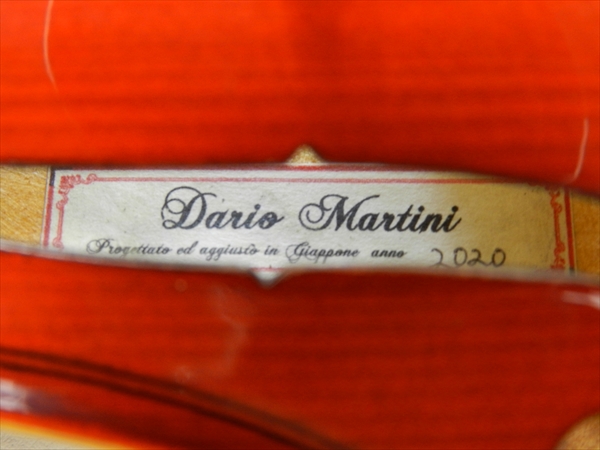 Dario Martini
Progettato ed aggiusto in Giappone anno 2020